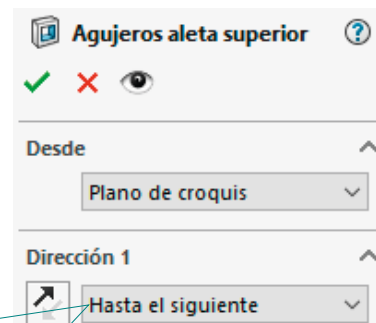 Agujeros aleta superior
Desde
Plano de croquis
Dirección 1
Hasta el siguiente